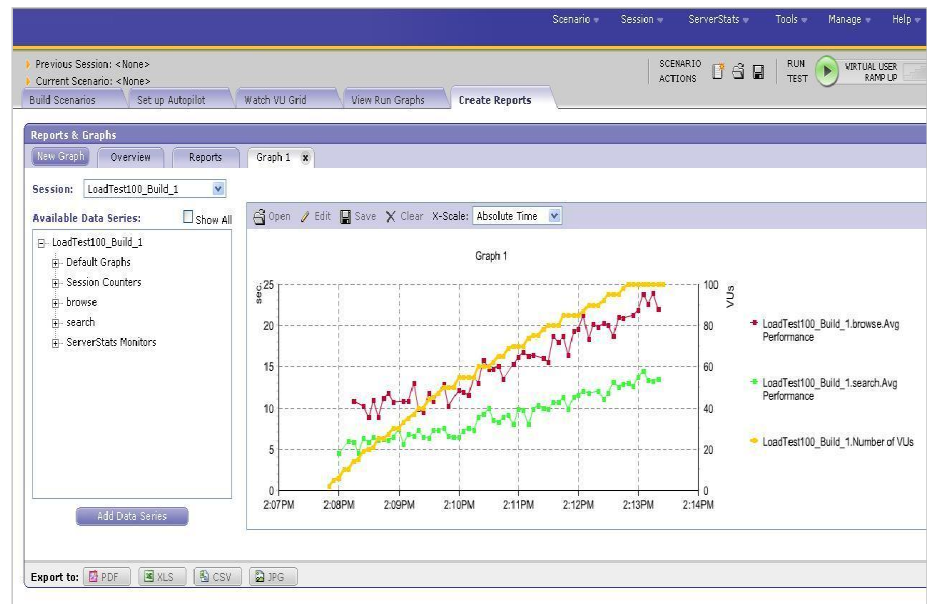 Scenario Session ServerStats Tools Manage Help
Previous Session: <None>
Current Scenario: <None>
SCENARIO ACTIONS
RUN TEST
VIRTUAL USER RAMP UP
Build Scenarios Set up Autopilot Watch VU Grid View Run Graphs Create Reports
Reports & Graphs
New Graph Overview Reports Graph 1 x
Session: LoadTest100_Build_1
Available Data Series: Show All
LoadTest100_Build_1
Default Graphs
Session Counters
browse
search
ServerStats Monitors
Add Data Series
Open Edit Save Clear X-Scale: Absolute Time
Graph 1
sec.
25
20
15
10
5
0
100
80
60
40
20
0
VUs
2:07PM 2:08PM 2:09PM 2:10PM 2:11PM 2:12PM 2:13PM 2:14PM
LoadTest100_Build_1.browse.Avg
Performance
LoadTest100_Build_1.search.Avg
Performance
LoadTest100_Build_1.Number of VUs
Export to: PDF XLS CSV JPG